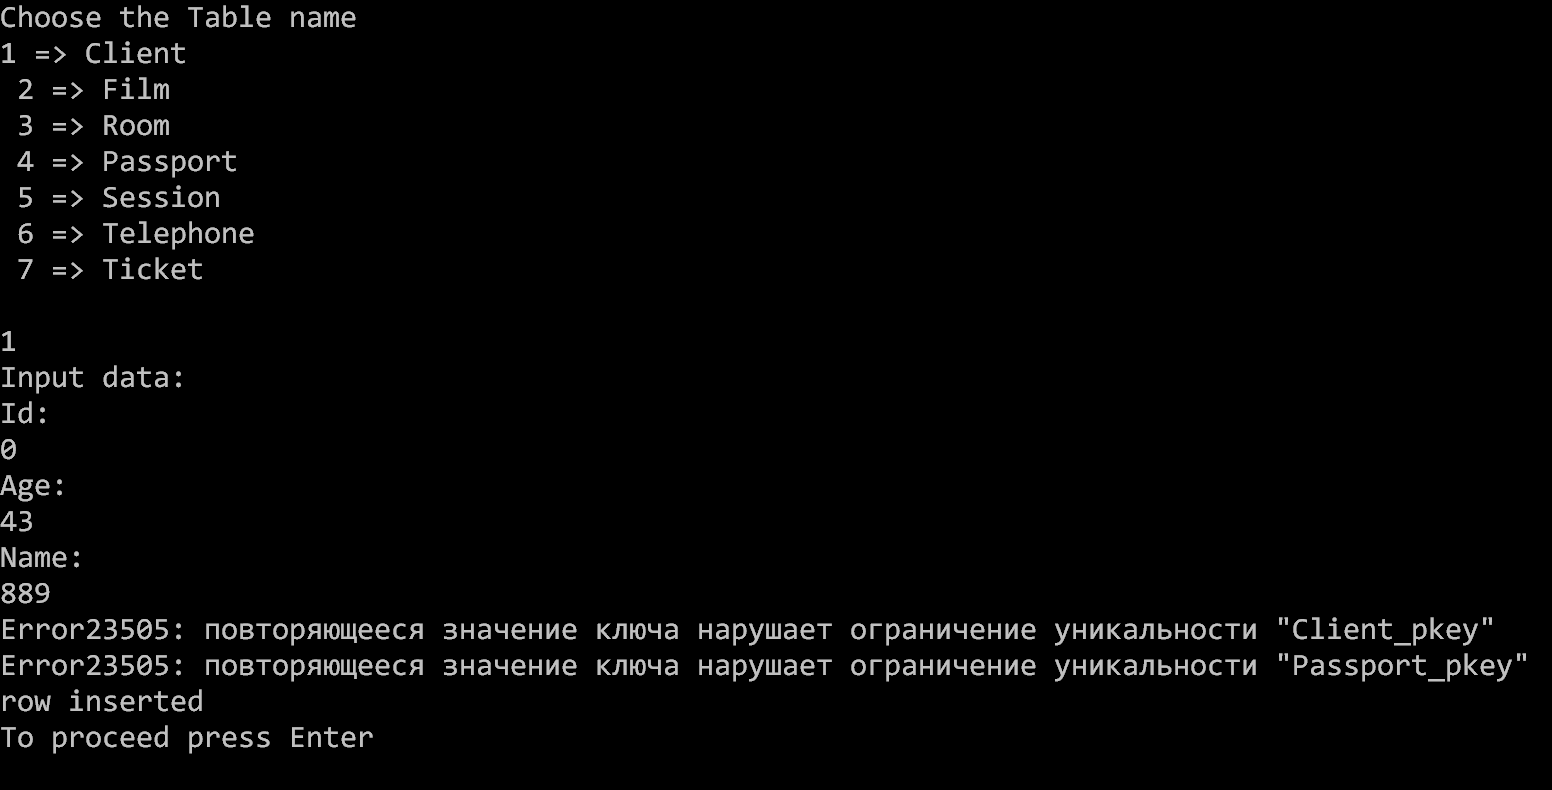 Choose the Table name
1 => Client
2 => Film
3 => Room
4 => Passport
5 => Session
6 => Telephone
7 => Ticket
1
Input data:
Id:
0
Age:
43
Name:
889
Error23505: повторяющееся значение ключа нарушает ограничение уникальности "Client_pkey"
Error23505: повторяющееся значение ключа нарушает ограничение уникальности "Passport_pkey"
row inserted
To proceed press Enter